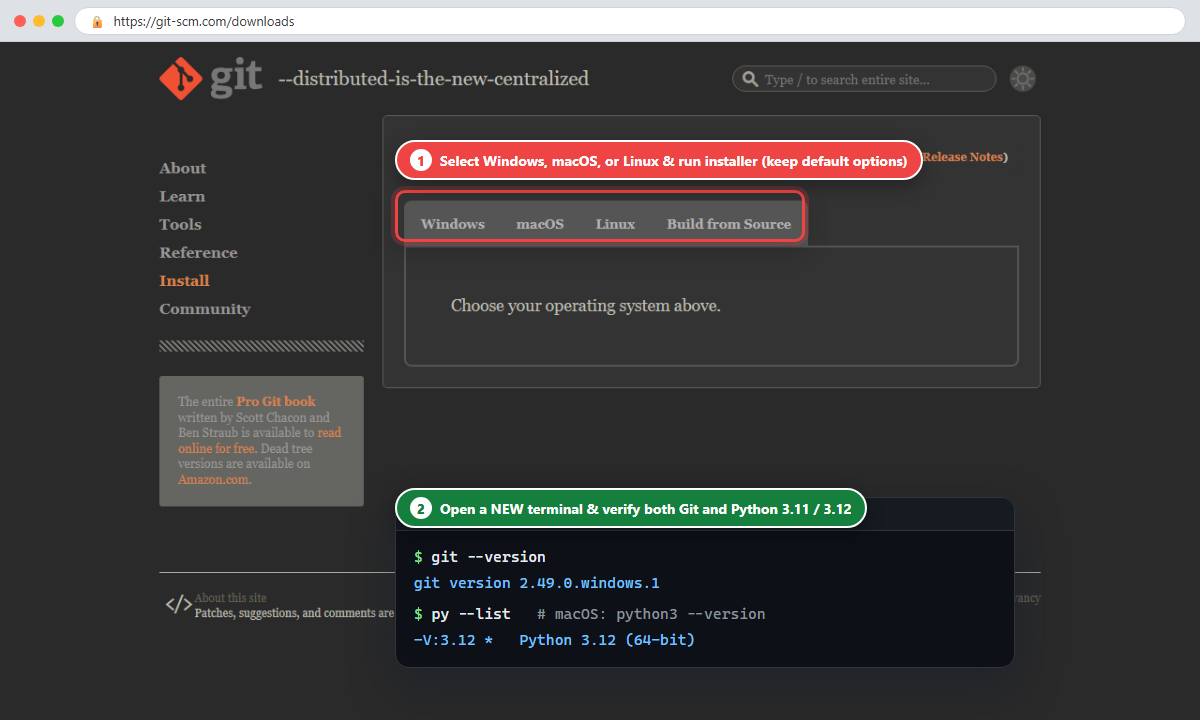 https://git-scm.com/downloads
git --distributed-is-the-new-centralized
Type / to search entire site...
About
Learn
Tools
Reference
Install
Community
The entire Pro Git book
written by Scott Chacon and
Ben Straub is available to read
online for free. Dead tree
versions are available on
Amazon.com.
1 Select Windows, macOS, or Linux & run installer (keep default options)
Release Notes)
Windows macOS Linux Build from Source
Choose your operating system above.
2 Open a NEW terminal & verify both Git and Python 3.11 / 3.12
$ git --version
git version 2.49.0.windows.1
$ py --list # macOS: python3 --version
-V:3.12 * Python 3.12 (64-bit)
</> About this site
Patches, suggestions, and comments are